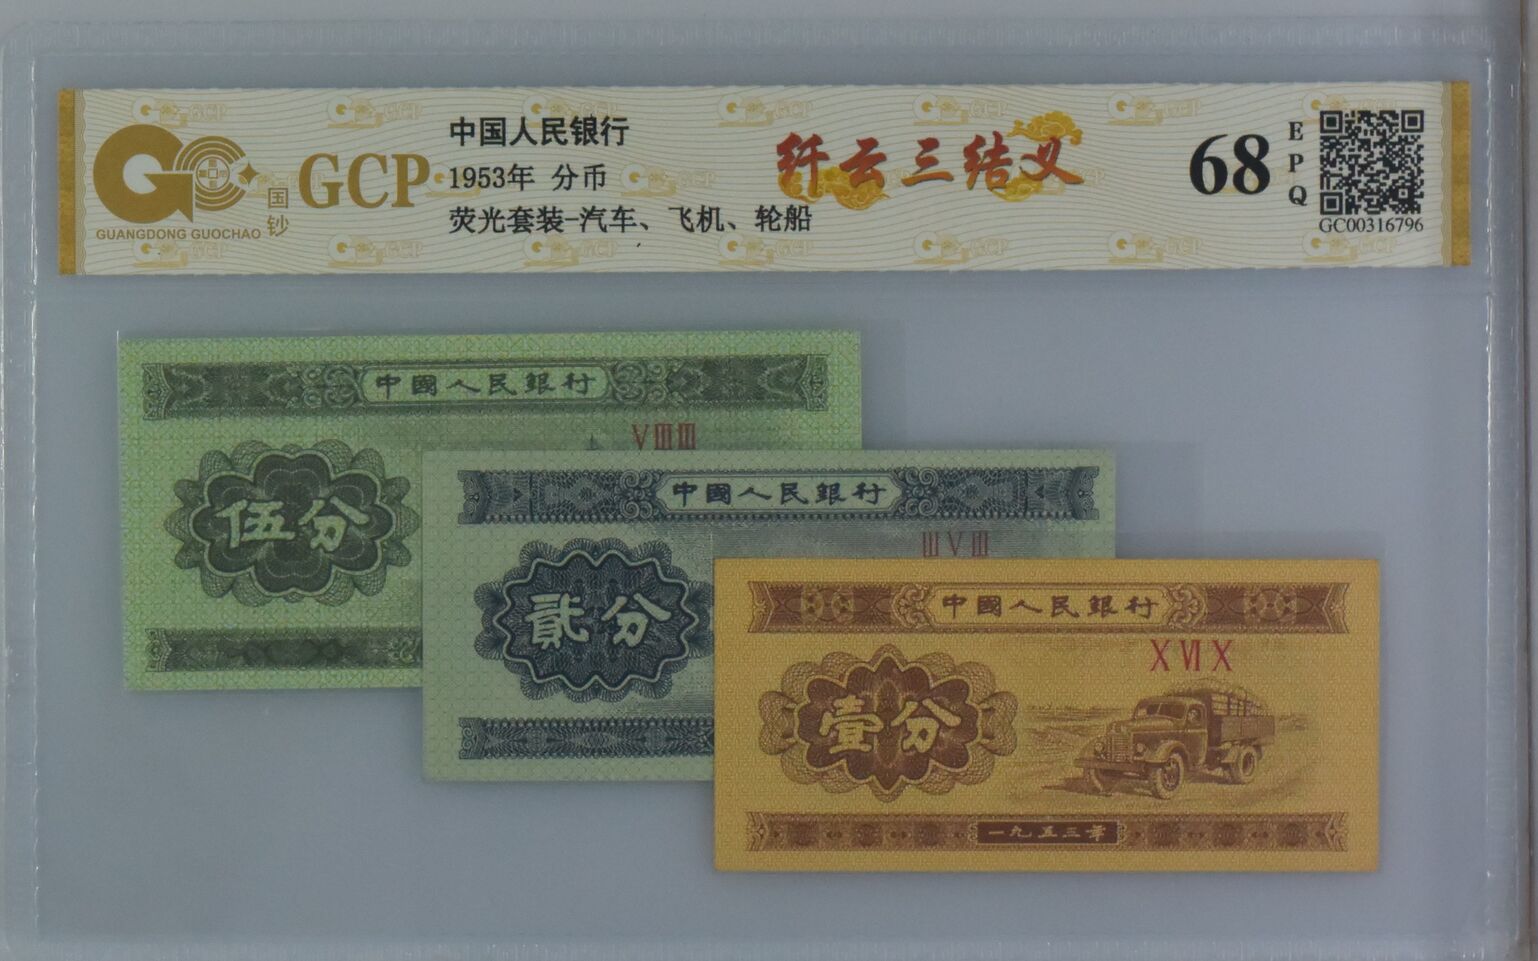 GCP
国钞
GUANGDONG GUOCHAO
中国人民银行
1953年 分币
荧光套装-汽车、飞机、轮船
纤云三结义
68
EPQ
GC00316796
中國人民銀行
VⅢⅢ
伍分
中國人民銀行
ⅢVⅢ
貳分
中國人民銀行
XⅥX
壹分
一九五三年